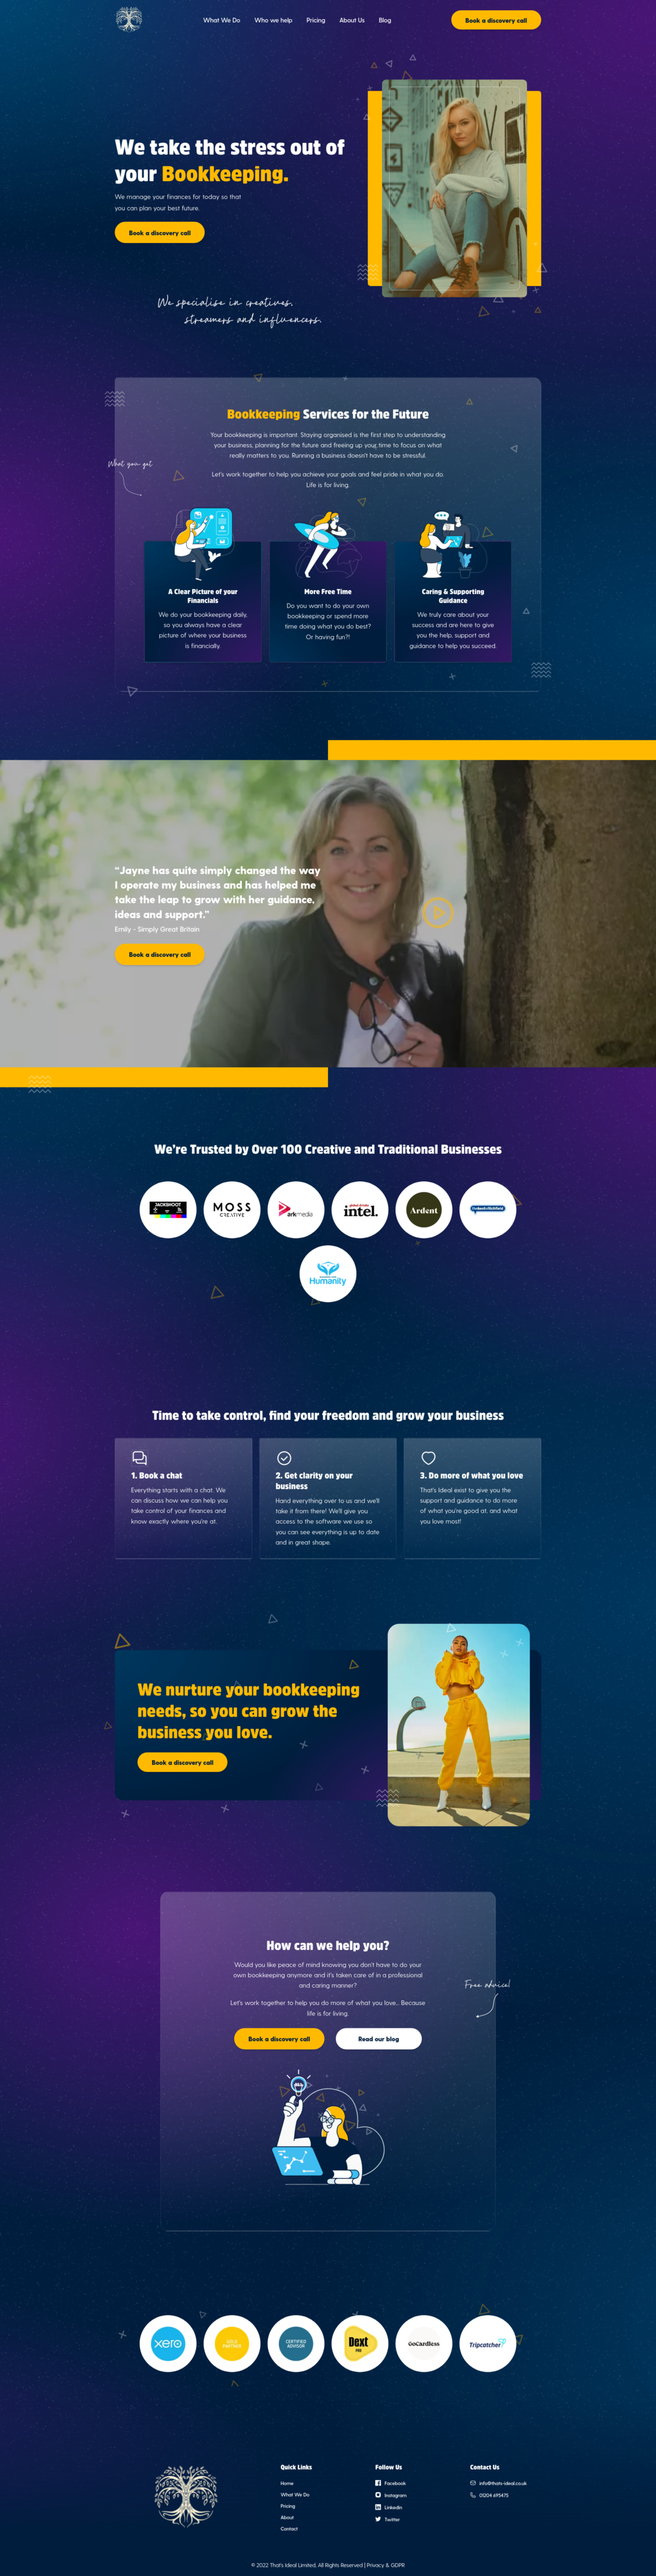 What We Do
Who we help
Pricing
About Us
Blog
Book a discovery call
We take the stress out of
your Bookkeeping.
We manage your finances for today so that
you can plan your best future.
Book a discovery call
We specialise in creatives,
streamers and influencers.
Bookkeeping Services for the Future
Your bookkeeping is important. Staying organised is the first step to understanding
your business, planning for the future and freeing up your time to focus on what
really matters to you. Running a business doesn't have to be stressful.
Let's work together to help you achieve your goals and feel pride in what you do.
Life is for living.
What you get
A Clear Picture of your
Financials
We do your bookkeeping daily,
so you always have a clear
picture of where your business
is financially.
More Free Time
Do you want to do your own
bookkeeping or spend more
time doing what you do best?
Or having fun?!
Caring & Supporting
Guidance
We truly care about your
success and are here to give
you the help, support and
guidance to help you succeed.
"Jayne has quite simply changed the way
I operate my business and has helped me
take the leap to grow with her guidance,
ideas and support."
Emily - Simply Great Britain
Book a discovery call
We're Trusted by Over 100 Creative and Traditional Businesses
JACKSHOOT
MOSS
CREATIVE
arkmedia
intel.
Ardent
Humanity
Time to take control, find your freedom and grow your business
1. Book a chat
Everything starts with a chat. We
can discuss how we can help you
take control of your finances and
know exactly where you're at.
2. Get clarity on your
business
Hand everything over to us and we'll
take it from there! We'll give you
access to the software we use so
you can see everything is up to date
and in great shape.
3. Do more of what you love
That's Ideal exist to give you the
support and guidance to do more
of what you're good at, and what
you love most!
We nurture your bookkeeping
needs, so you can grow the
business you love.
Book a discovery call
How can we help you?
Would you like peace of mind knowing you don't have to do your
own bookkeeping anymore and it's taken care of in a professional
and caring manner?
Let's work together to help you do more of what you love... Because
life is for living.
Free advice!
Book a discovery call
Read our blog
xero
GOLD
PARTNER
CERTIFIED
ADVISOR
Dext
PRO
GoCardless
Tripcatcher
Quick Links
Home
What We Do
Pricing
About
Contact
Follow Us
Facebook
Instagram
Linkedin
Twitter
Contact Us
info@thats-ideal.co.uk
01204 695475
© 2022 That's Ideal Limited, All Rights Reserved | Privacy & GDPR